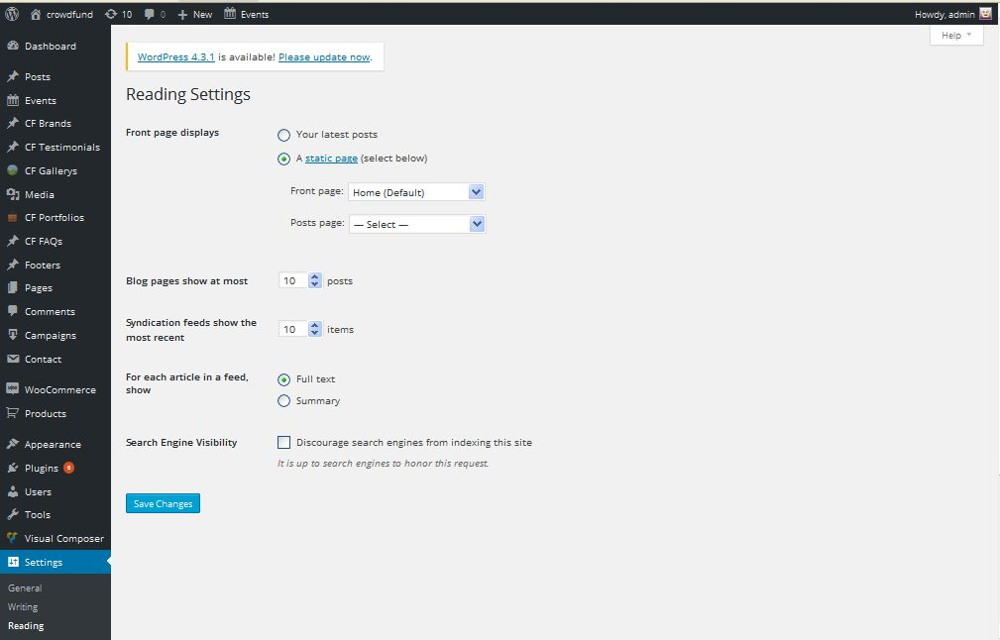 crowdfund 10 0 New Events Howdy, admin
Help
Dashboard
Posts
Events
CF Brands
CF Testimonials
CF Gallerys
Media
CF Portfolios
CF FAQs
Footers
Pages
Comments
Campaigns
Contact
WooCommerce
Products
Appearance
Plugins 6
Users
Tools
Visual Composer
Settings
General
Writing
Reading
WordPress 4.3.1 is available! Please update now.
Reading Settings
Front page displays
Your latest posts
A static page (select below)
Front page: Home (Default)
Posts page: — Select —
Blog pages show at most 10 posts
Syndication feeds show the
most recent
10 items
For each article in a feed,
show
Full text
Summary
Search Engine Visibility
Discourage search engines from indexing this site
It is up to search engines to honor this request.
Save Changes